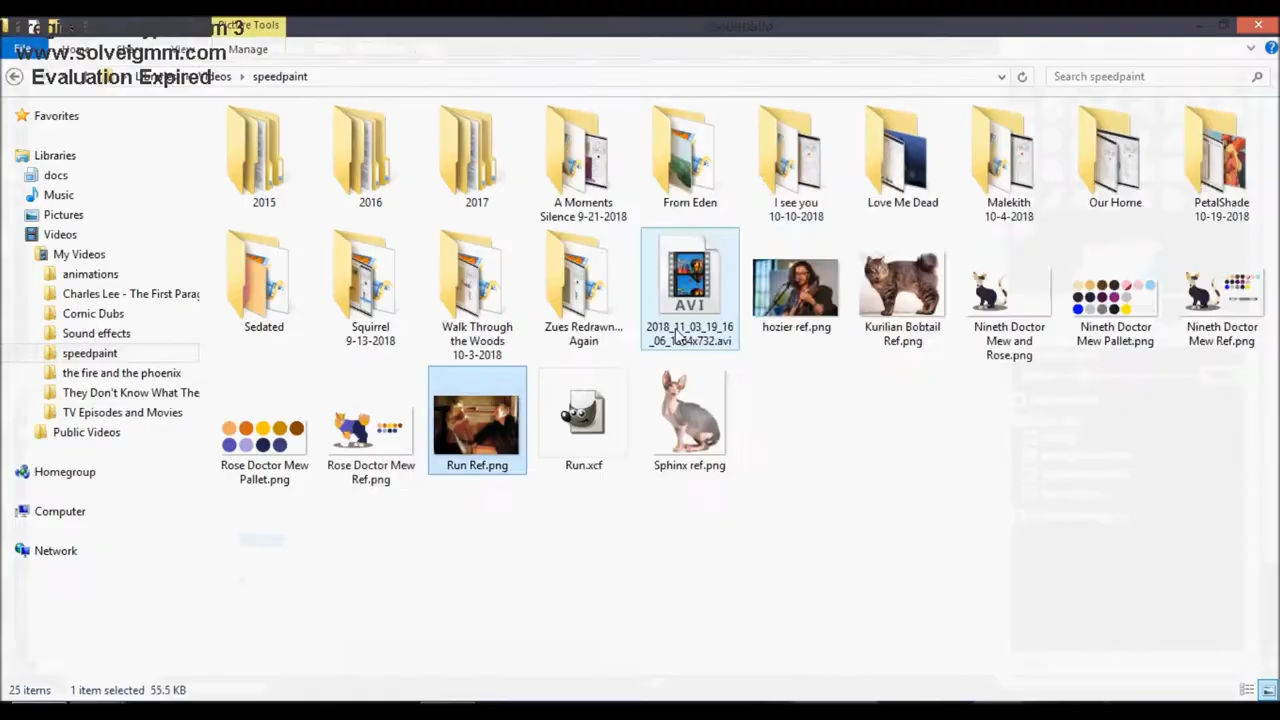 Picture Tools
www.solveigmm.com
File
Manage
Evaluation Expired
speedpaint
Search speedpaint
Favorites
Libraries
docs
Music
Pictures
Videos
My Videos
animations
Charles Lee - The First Parag
Comic Dubs
Sound effects
speedpaint
the fire and the phoenix
They Don't Know What The
TV Episodes and Movies
Public Videos
Homegroup
Computer
Network
2015
2016
2017
A Moments
Silence 9-21-2018
From Eden
I see you
10-10-2018
Love Me Dead
Malekith
10-4-2018
Our Home
PetalShade
10-19-2018
Sedated
Squirrel
9-13-2018
Walk Through
the Woods
10-3-2018
Zues Redrawn...
Again
AVI
2018_11_03_19_16
hozier ref.png
Kurilian Bobtail
Ref.png
Nineth Doctor
Mew and
Rose.png
Nineth Doctor
Mew Pallet.png
Nineth Doctor
Mew Ref.png
Rose Doctor Mew
Pallet.png
Rose Doctor Mew
Ref.png
Run Ref.png
Run.xcf
Sphinx ref.png
25 items
1 item selected 55.5 KB